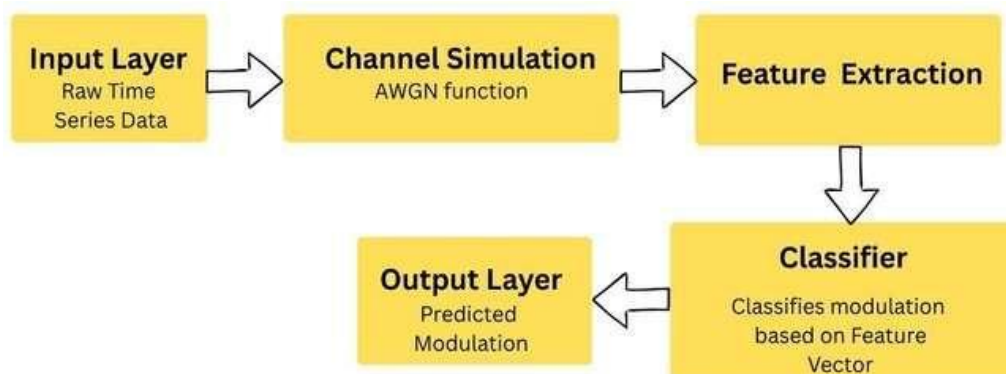 Input Layer
Raw Time
Series Data
Channel Simulation
AWGN function
Feature Extraction
Classifier
Classifies modulation
based on Feature
Vector
Output Layer
Predicted
Modulation